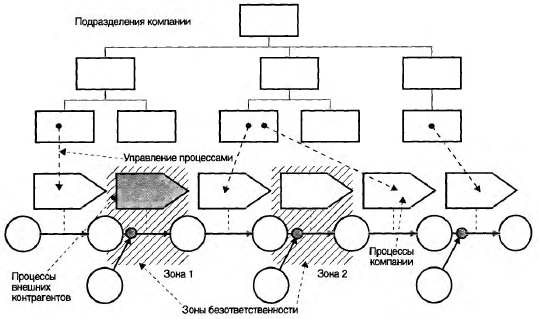 Подразделения компании
Управление процессами
Процессы
внешних
контрагентов
Зона 1
Зоны безответственности
Зона 2
Процессы
компании